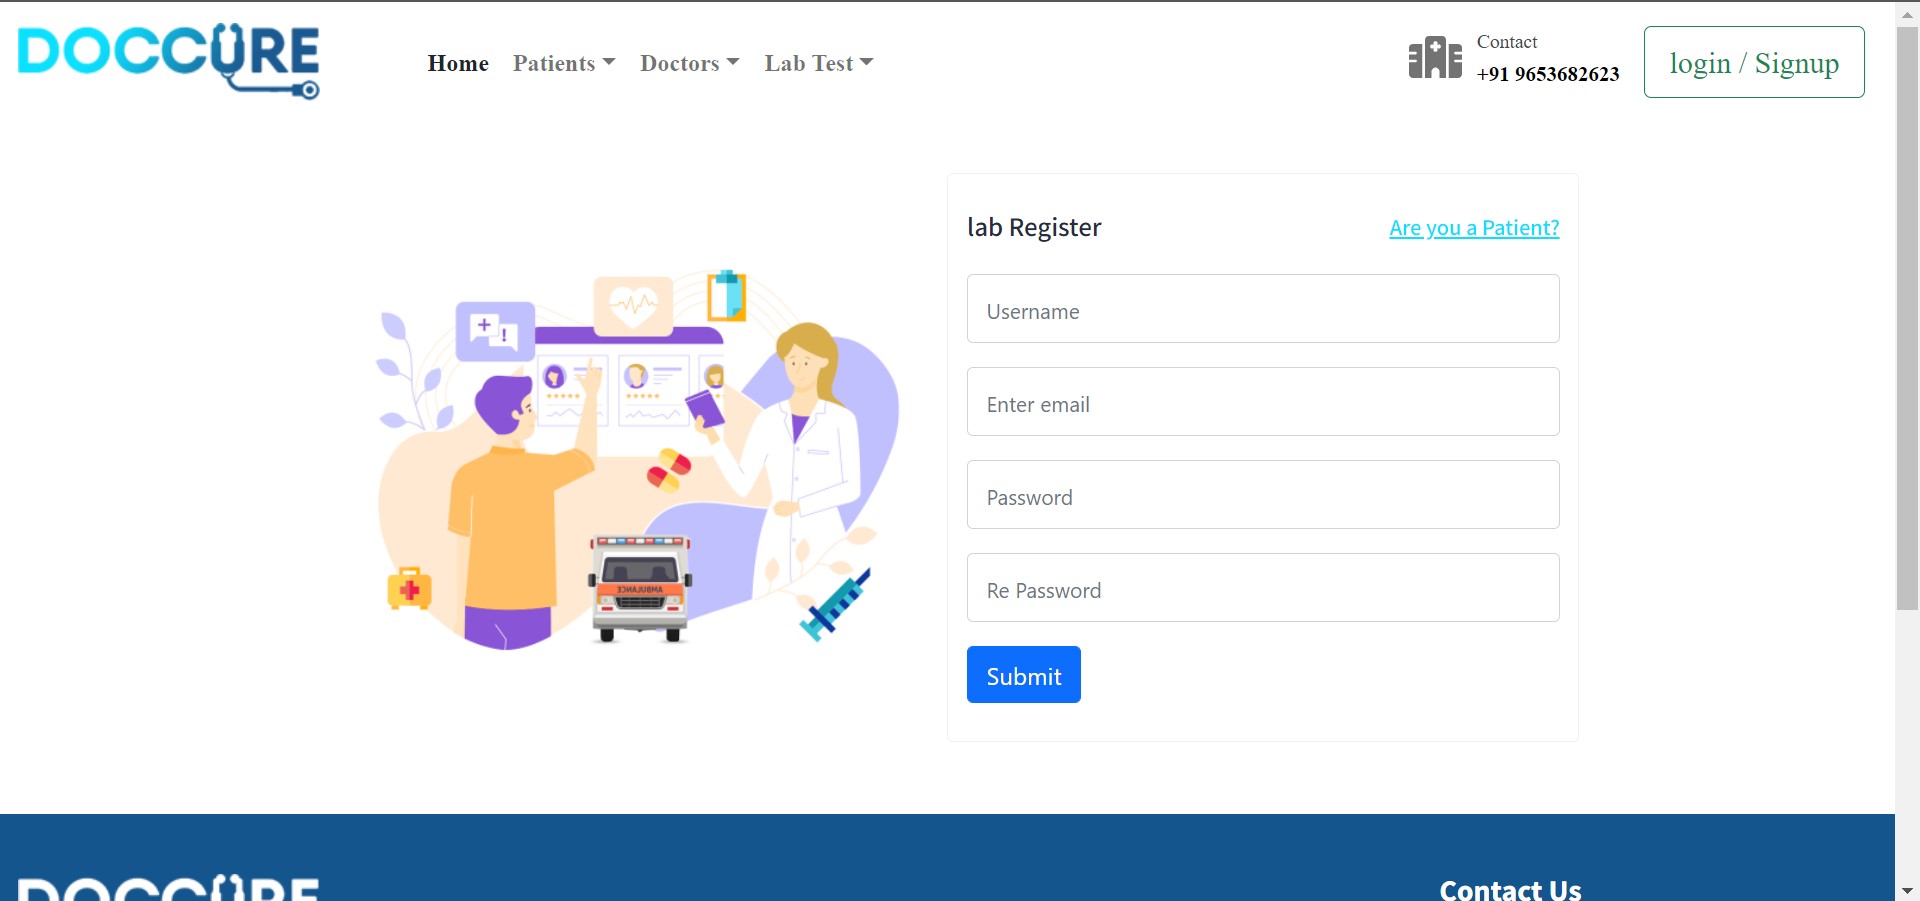 DOCCURE
Home Patients Doctors Lab Test
Contact
+91 9653682623
login / Signup
lab Register
Are you a Patient?
Username
Enter email
Password
Re Password
Submit
AMBULANCE
DOCCURE
Contact Us